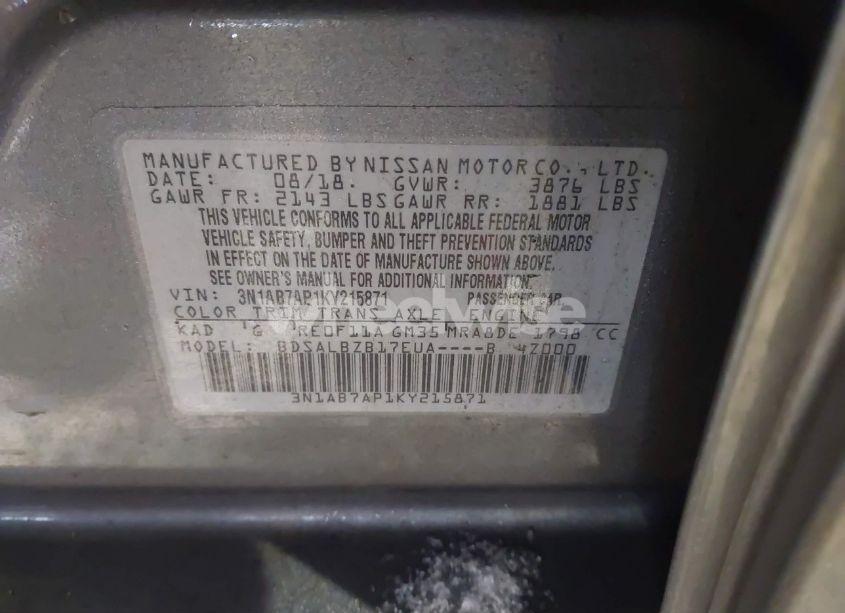 MANUFACTURED BY NISSAN MOTOR CO., LTD.
DATE: 08/18. GVWR: 3876 LBS
GAWR FR: 2143 LBS GAWR RR: 1881 LBS
THIS VEHICLE CONFORMS TO ALL APPLICABLE FEDERAL MOTOR
VEHICLE SAFETY, BUMPER AND THEFT PREVENTION STANDARDS
IN EFFECT ON THE DATE OF MANUFACTURE SHOWN ABOVE.
SEE OWNER'S MANUAL FOR ADDITIONAL INFORMATION.
VIN: 3N1AB7AP1KY215871 PASSENGER CAR
COLOR TRIM TRANS AXLE ENGINE
KAD G RE0F11A GM35 MRA8DE 1798 CC
MODEL: BDSALBZB17EUA----B 4Z000
3N1AB7AP1KY215871